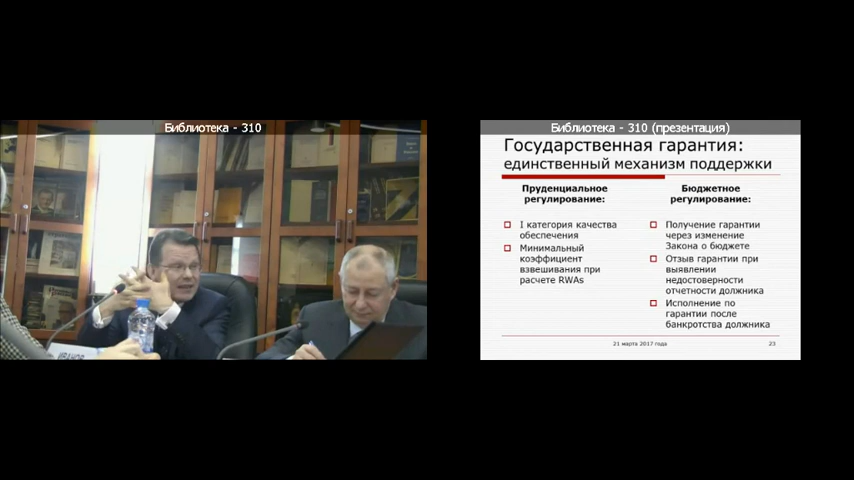 Библиотека - 310
ИВАНОВ
Библиотека - 310 (презентация)
Государственная гарантия:
единственный механизм поддержки
Пруденциальное
регулирование:
I категория качества
обеспечения
Минимальный
коэффициент
взвешивания при
расчете RWAs
Бюджетное
регулирование:
Получение гарантии
через изменение
Закона о бюджете
Отзыв гарантии при
выявлении
недостоверности
отчетности должника
Исполнение по
гарантии после
банкротства должника
21 марта 2017 года
23